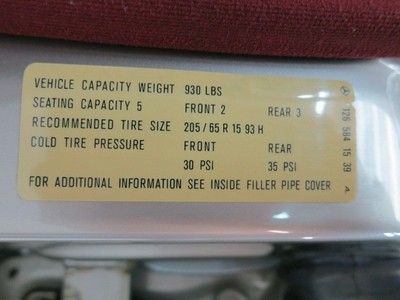 VEHICLE CAPACITY WEIGHT 930 LBS
SEATING CAPACITY 5 FRONT 2 REAR 3
RECOMMENDED TIRE SIZE 205/65 R 15 93 H
COLD TIRE PRESSURE FRONT REAR
30 PSI 35 PSI
FOR ADDITIONAL INFORMATION SEE INSIDE FILLER PIPE COVER
126 584 15 39 4